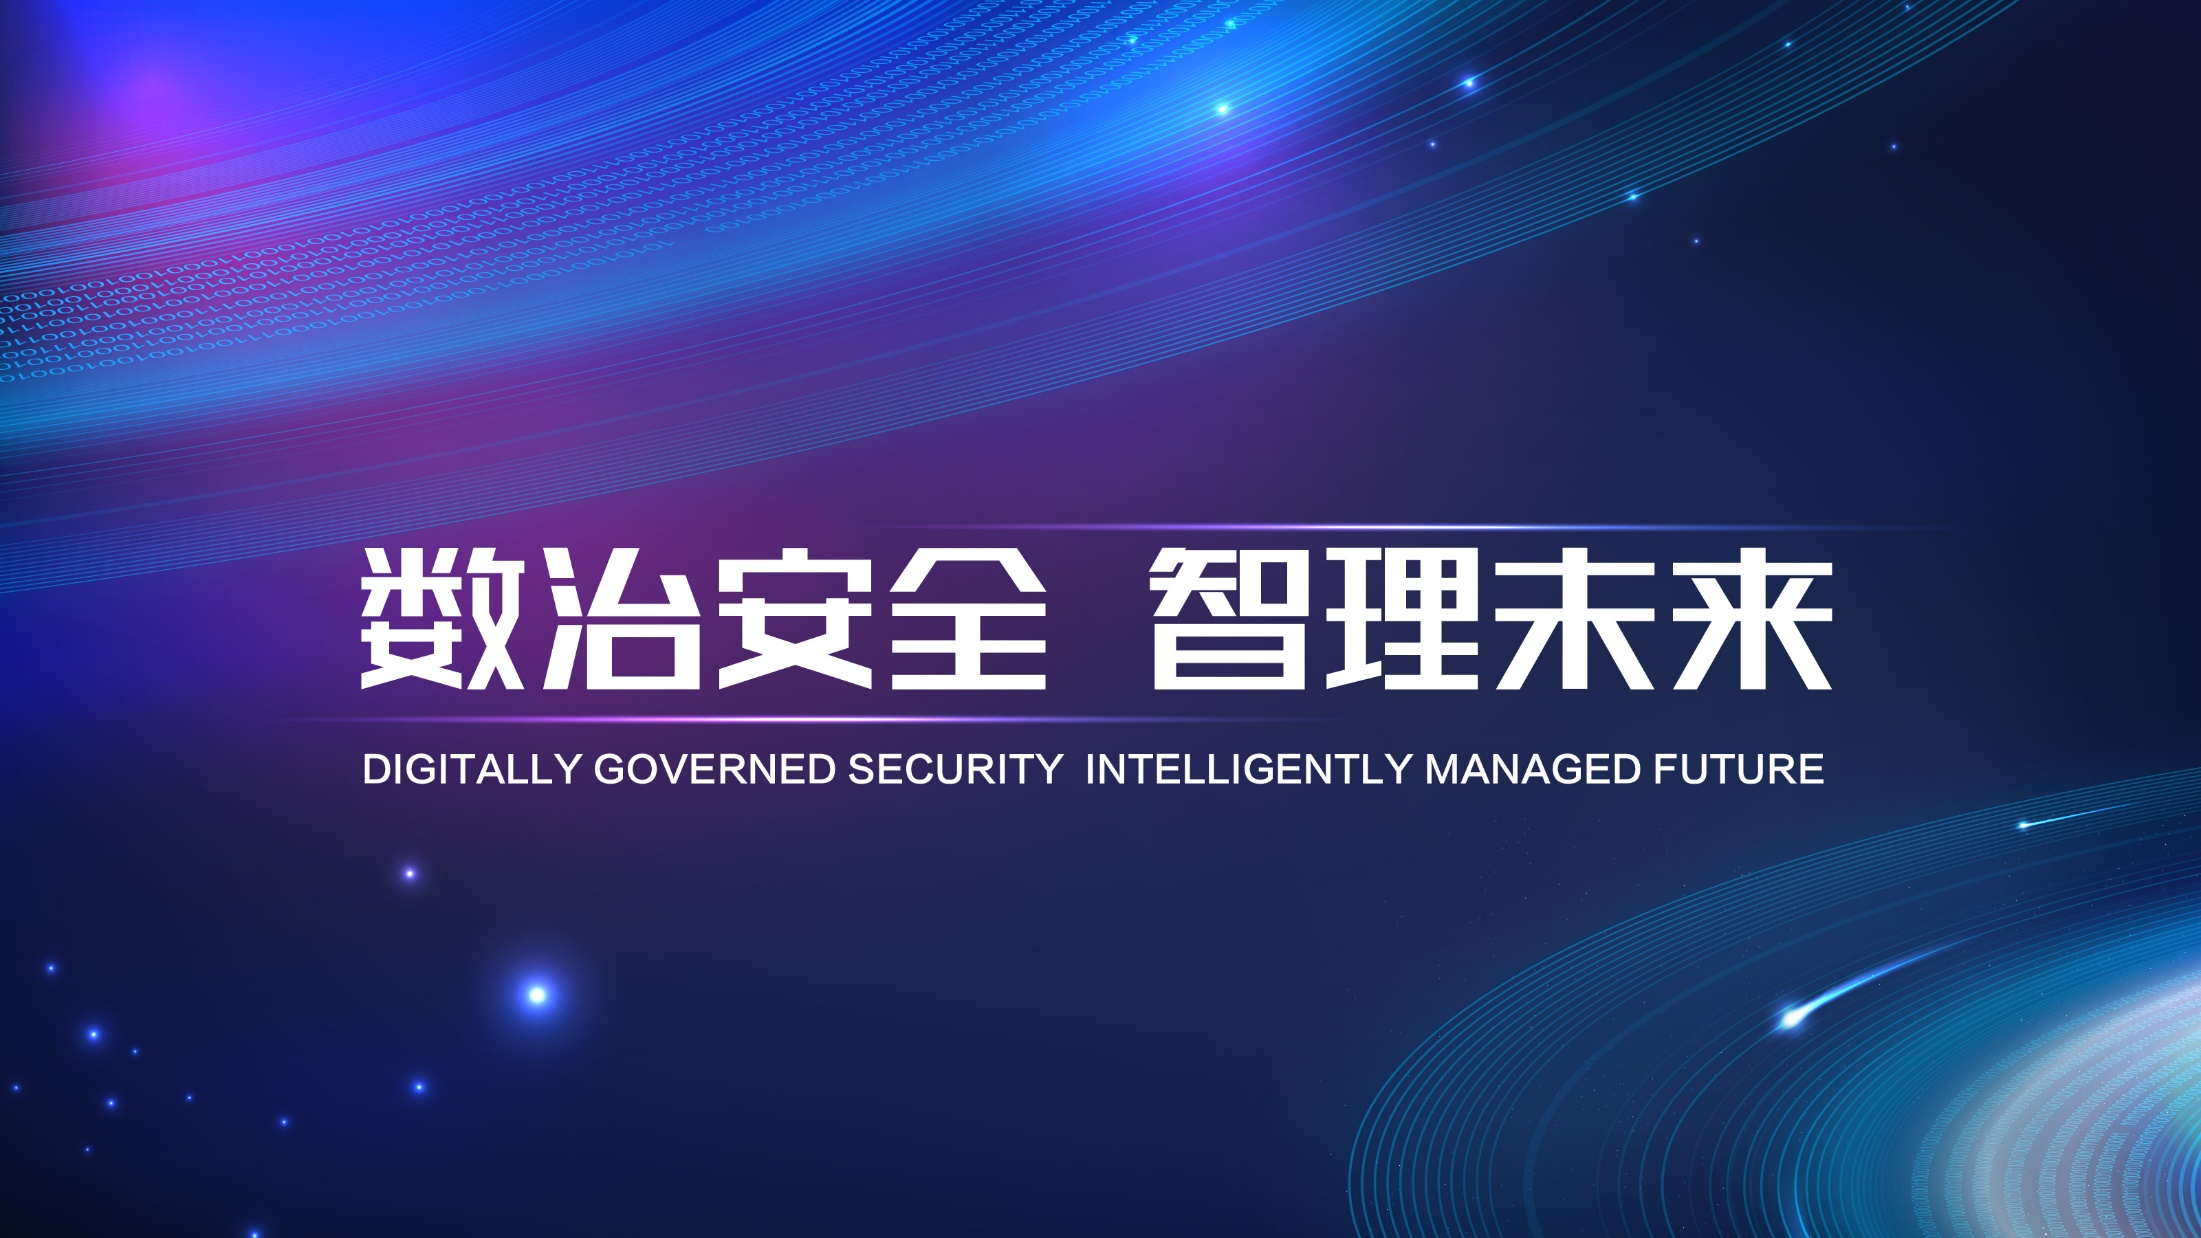 数治安全 智理未来
DIGITALLY GOVERNED SECURITY INTELLIGENTLY MANAGED FUTURE